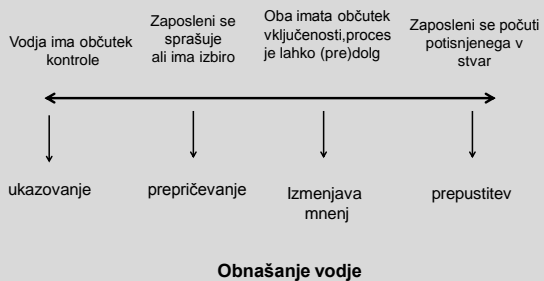 Vodja ima občutek
kontrole
Zaposleni se
sprašuje
ali ima izbiro
Oba imata občutek
vključenosti,proces
je lahko (pre)dolg
Zaposleni se počuti
potisnjenega v
stvar
ukazovanje
prepričevanje
Izmenjava
mnenj
prepustitev
Obnašanje vodje